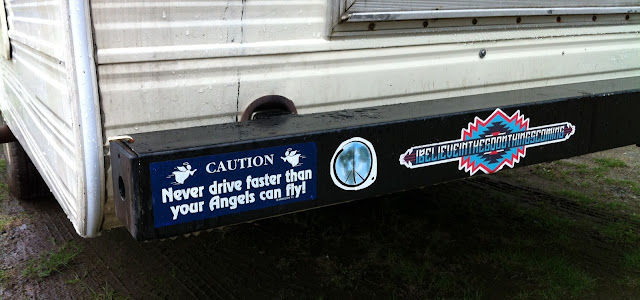 CAUTION
Never drive faster than
your Angels can fly!
IBELIEVEINTHEGOODTHINGSCOMING